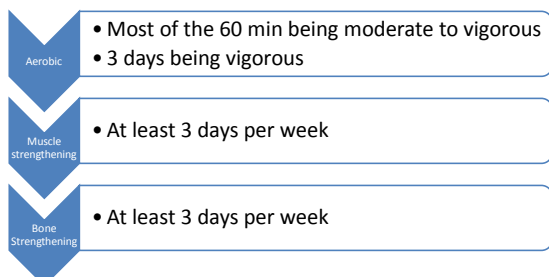 Aerobic
• Most of the 60 min being moderate to vigorous
• 3 days being vigorous
Muscle
strengthening
• At least 3 days per week
Bone
Strengthening
• At least 3 days per week